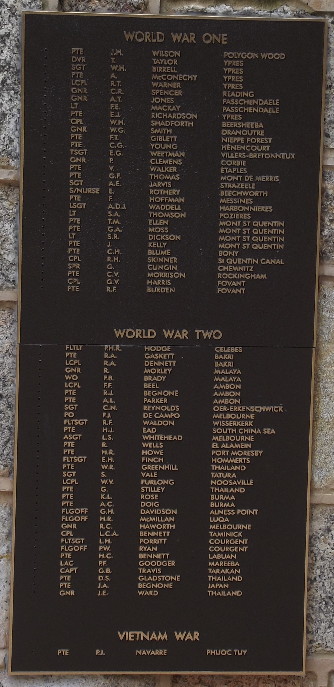 WORLD WAR ONE
PTE J.H. WILSON POLYGON WOOD
DVR T. TAYLOR YPRES
SGT W.H. BIRRELL YPRES
PTE A. McCONECHY YPRES
LCPL R.T. WARNER YPRES
GNR C.R. SPENCER READING
GNR A.T. JONES PASSCHENDAELE
LT F.E. MACKAY PASSCHENDAELE
PTE E.J. RICHARDSON YPRES
CPL W.H. SHADFORTH BEERSHEEBA
GNR W.G. SMITH DRANOUTRE
PTE F.T. GIBLETT NIEPPE FOREST
PTE C.G. YOUNG HENENCOURT
TSGT E.G. WERTMAN VILLERS-BRETONNEUX
GNR F. CLEMENS CORBIE
PTE V. WALKER ETAPLES
PTE G.F. THOMAS MONT DE MERRIS
SGT A.E. JARVIS STRAZEELE
S/NURSE E. ROTHERY BEECHWORTH
PTE F. HOFFMAN MESSINES
LSGT A.D.J. WADDELL HARBONNIERES
LT S.A. THOMSON POZIERES
PTE T.M. ELLEN MONT ST QUENTIN
PTE G.A. MOSS MONT ST QUENTIN
LT S.R. DICKSON MONT ST QUENTIN
PTE J. KELLY MONT ST QUENTIN
PTE C.H. BLUME BONY
CPL R.H. SKINNER ST QUENTIN CANAL
SPR G. CUNGIN CHEMNITZ
PTE C.V. MORRISON ROCKINGHAM
CPL G.V. HARRIS FOVANT
PTE R.F. BURDEN FOVANT
WORLD WAR TWO
FLTLT P.H.R. HODGE CELEBES
PTE R.A. GASKETT BAKRI
LCPL R.A. DENNETT BAKRI
GNR R. MORLEY MALAYA
WO F.H. BRADY MALAYA
LCPL F.F. BEEL AMBON
PTE R.J. BEGNONE AMBON
PTE A.L. PARKER AMBON
SGT C.N. REYNOLDS OER-ERKENSCHWICK
PO P.J. DE CAMPO MELBOURNE
FLTSGT R.F. WALDON WISSERKERK
PTE H.J. EAD SOUTH CHINA SEA
ASGT L.S. WHITEHEAD MELBOURNE
PTE R. WELLS EL ALAMEIN
PTE H.R. HOWE PORT MORESBY
FLTSGT E.H. FINCH HOMMERTS
PTE W.R. GREENHILL THAILAND
SGT S. VALE TATURA
LCPL W.V. FURLONG NOOSAVILLE
PTE G. STILLEY THAILAND
PTE K.L. ROSE BURMA
PTE A.C. DOIG BURMA
FLGOFF G.H. DAVIDSON ALNESS POINT
FLGOFF H.R. McMILLAN LUQA
GNR R.C. HAWORTH MELBOURNE
CPL L.C.A. BENNETT TAMINICK
FLTSGT L.H. PORRITT COURGENT
FLGOFF P.W. RYAN COURGENT
PTE H.C. BENNETT LABUAN
LAC P.F. GOODGER MAREEBA
CAPT G.B. TRAVIS TARAKAN
PTE D.S. GLADSTONE THAILAND
PTE J.A. BEGNONE JAPAN
GNR J.E. WARD THAILAND
VIETNAM WAR
PTE P.J. NAVARRE PHUOC TUY